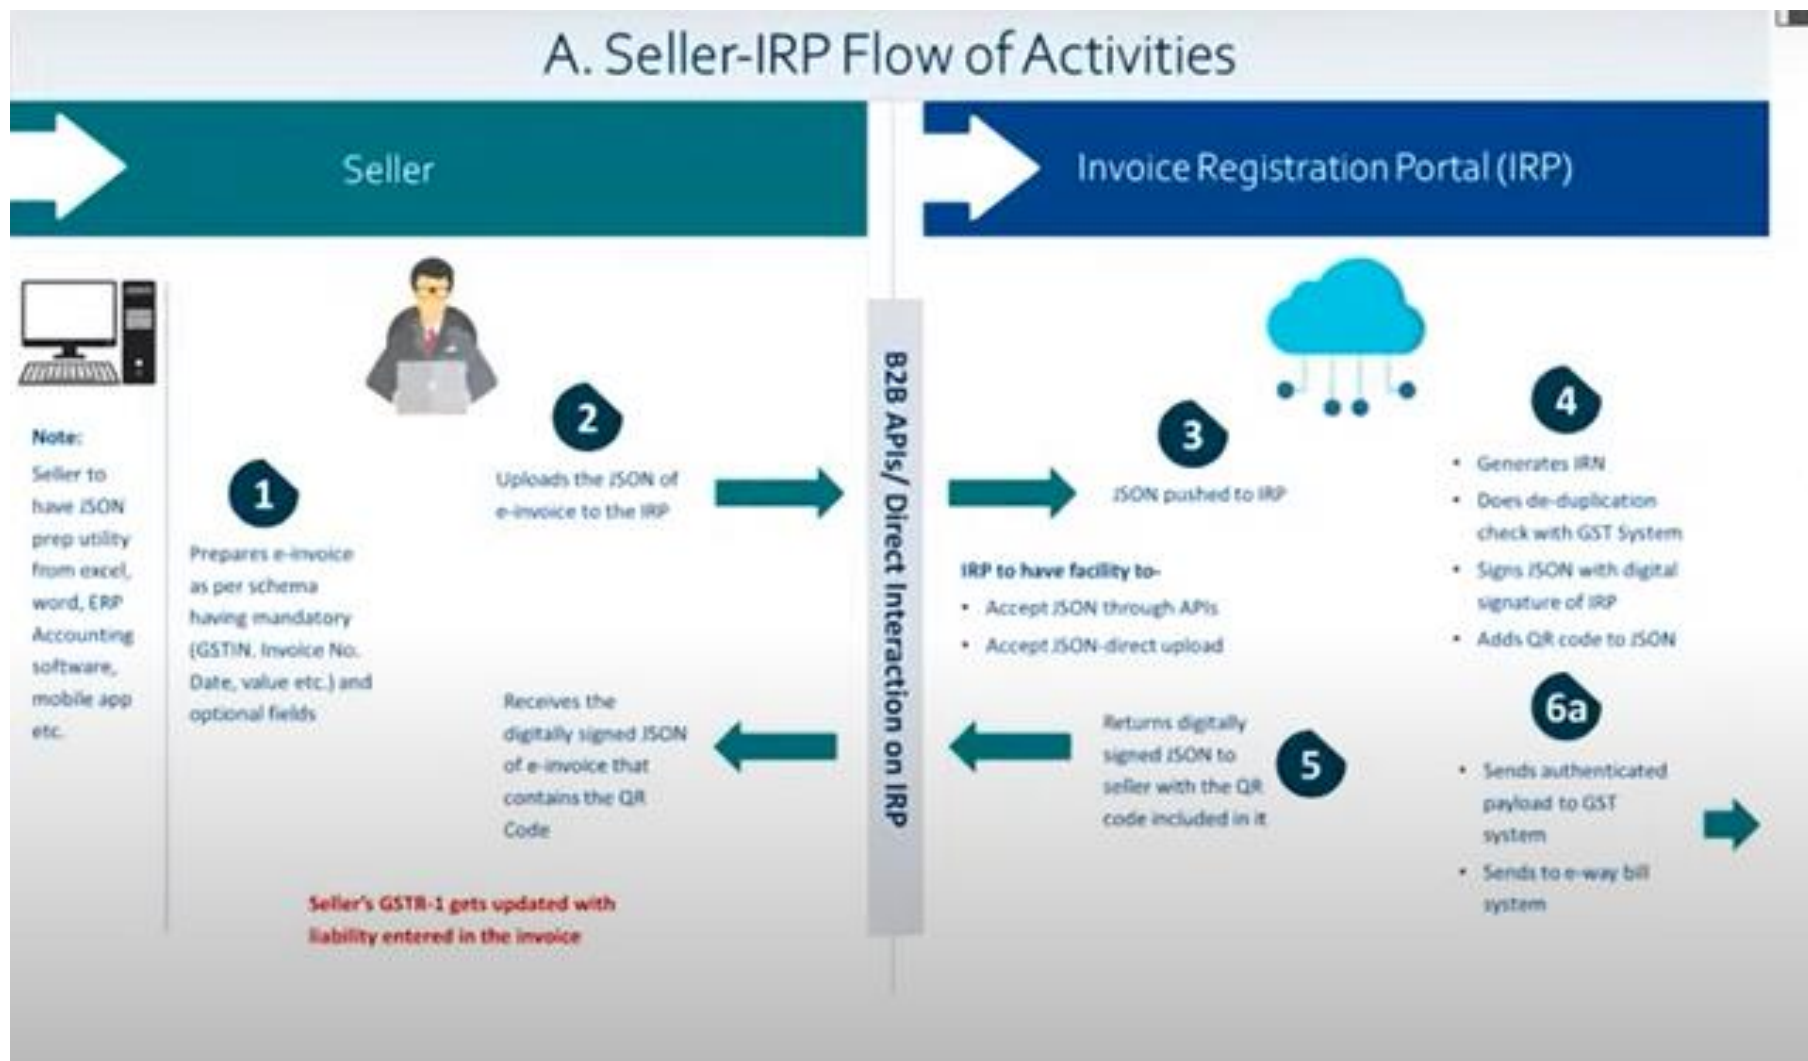 A. Seller-IRP Flow of Activities
Seller
Invoice Registration Portal (IRP)
Note:
Seller to
have JSON
prep utility
from excel,
word, ERP
Accounting
software,
mobile app
etc.
1
Prepares e-invoice
as per schema
having mandatory
(GSTIN, Invoice No.
Date, value etc.) and
optional fields
2
Uploads the JSON of
e-invoice to the IRP
Receives the
digitally signed JSON
of e-invoice that
contains the QR
Code
Seller's GSTR-1 gets updated with
liability entered in the invoice
B2B APIs/ Direct Interaction on IRP
3
JSON pushed to IRP
IRP to have facility to-
• Accept JSON through APIs
• Accept JSON-direct upload
4
• Generates IRN
• Does de-duplication
check with GST System
• Signs JSON with digital
signature of IRP
• Adds QR code to JSON
5
Returns digitally
signed JSON to
seller with the QR
code included in it
6a
• Sends authenticated
payload to GST
system
• Sends to e-way bill
system